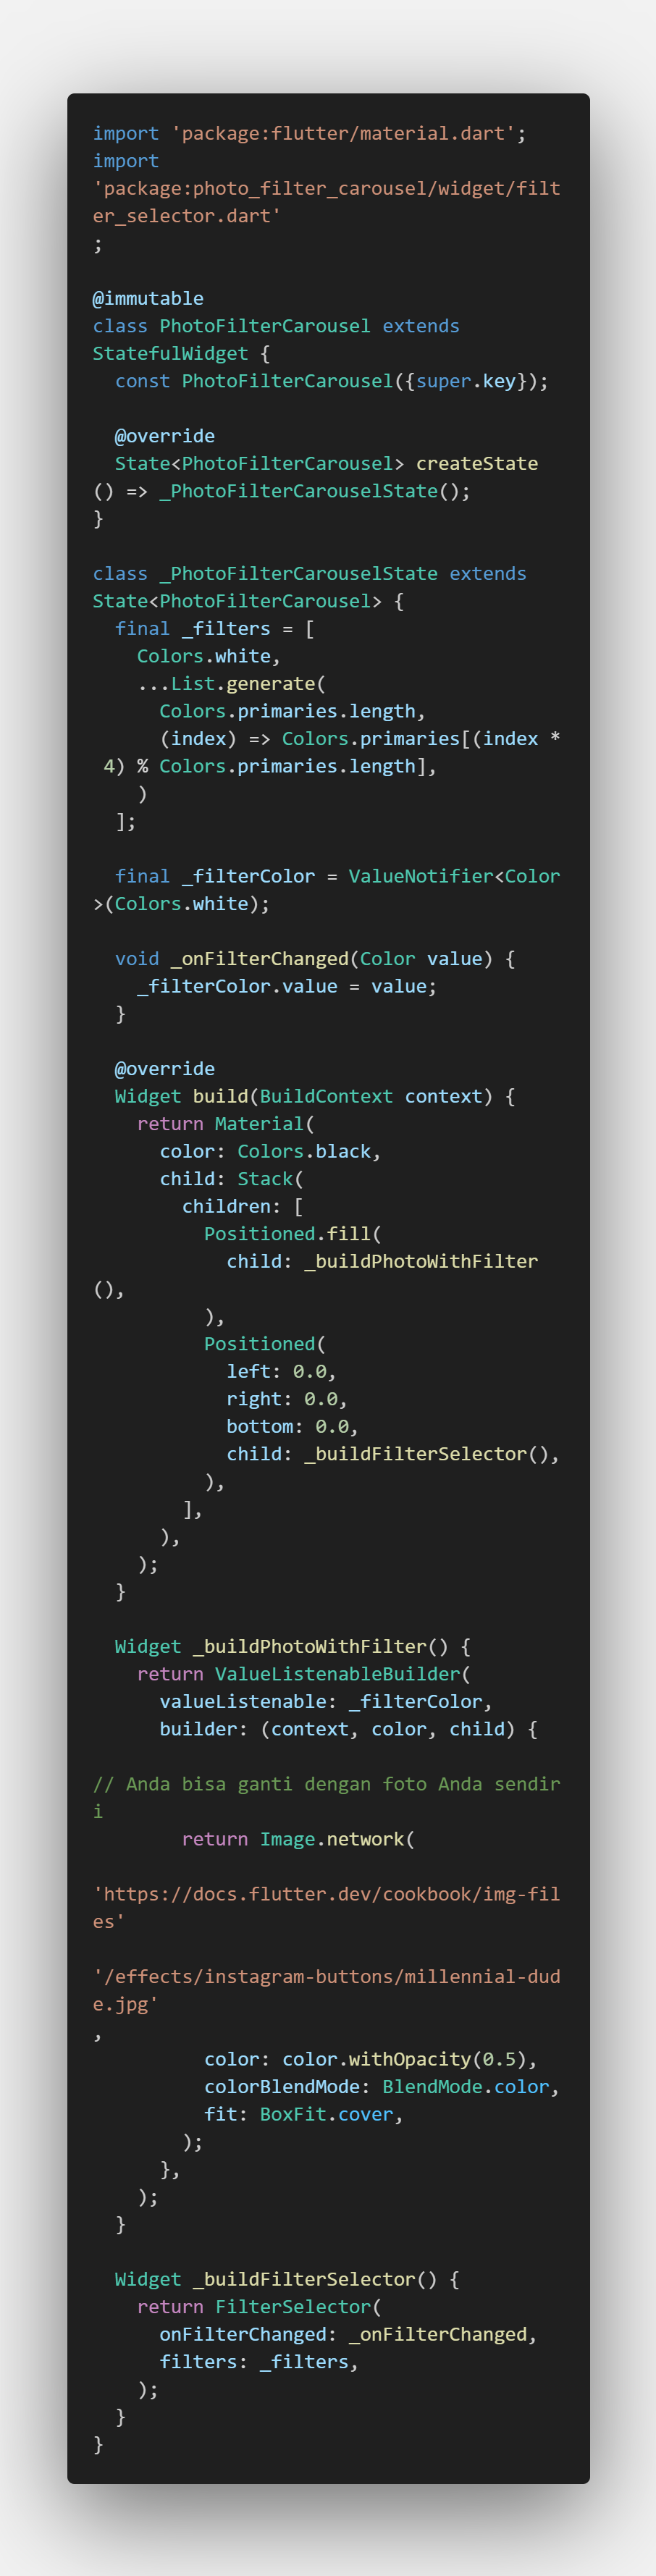 import 'package:flutter/material.dart';
import
'package:photo_filter_carousel/widget/filt
er_selector.dart'
;

@immutable
class PhotoFilterCarousel extends
StatefulWidget {
  const PhotoFilterCarousel({super.key});

  @override
  State<PhotoFilterCarousel> createState
() => _PhotoFilterCarouselState();
}

class _PhotoFilterCarouselState extends
State<PhotoFilterCarousel> {
  final _filters = [
    Colors.white,
    ...List.generate(
      Colors.primaries.length,
      (index) => Colors.primaries[(index *
 4) % Colors.primaries.length],
    )
  ];

  final _filterColor = ValueNotifier<Color
>(Colors.white);

  void _onFilterChanged(Color value) {
    _filterColor.value = value;
  }

  @override
  Widget build(BuildContext context) {
    return Material(
      color: Colors.black,
      child: Stack(
        children: [
          Positioned.fill(
            child: _buildPhotoWithFilter
(),
          ),
          Positioned(
            left: 0.0,
            right: 0.0,
            bottom: 0.0,
            child: _buildFilterSelector(),
          ),
        ],
      ),
    );
  }

  Widget _buildPhotoWithFilter() {
    return ValueListenableBuilder(
      valueListenable: _filterColor,
      builder: (context, color, child) {

// Anda bisa ganti dengan foto Anda sendir
i
        return Image.network(

'https://docs.flutter.dev/cookbook/img-fil
es'

'/effects/instagram-buttons/millennial-dud
e.jpg'
,
          color: color.withOpacity(0.5),
          colorBlendMode: BlendMode.color,
          fit: BoxFit.cover,
        );
      },
    );
  }

  Widget _buildFilterSelector() {
    return FilterSelector(
      onFilterChanged: _onFilterChanged,
      filters: _filters,
    );
  }
}